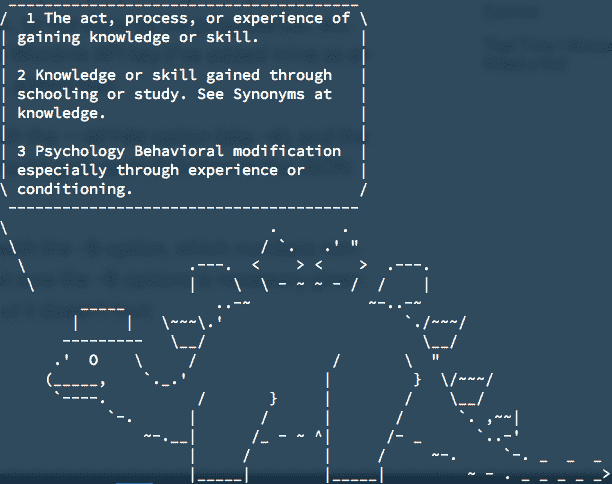 1 The act, process, or experience of
gaining knowledge or skill.
2 Knowledge or skill gained through
schooling or study. See Synonyms at
knowledge.
3 Psychology Behavioral modification
especially through experience or
conditioning.